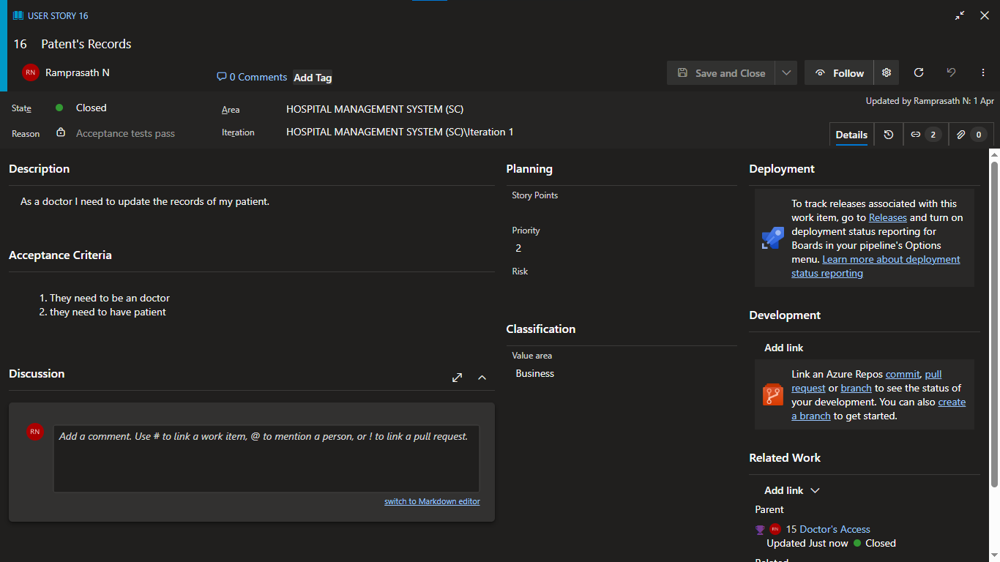 USER STORY 16
16 Patent's Records
RN Ramprasath N
0 Comments Add Tag
Save and Close
Follow
Updated by Ramprasath N: 1 Apr
State Closed
Area HOSPITAL MANAGEMENT SYSTEM (SC)
Reason Acceptance tests pass
Iteration HOSPITAL MANAGEMENT SYSTEM (SC)\Iteration 1
Details 2 0
Description
As a doctor I need to update the records of my patient.
Acceptance Criteria
1. They need to be an doctor
2. they need to have patient
Discussion
RN
Add a comment. Use # to link a work item, @ to mention a person, or ! to link a pull request.
switch to Markdown editor
Planning
Story Points
Priority
2
Risk
Classification
Value area
Business
Deployment
To track releases associated with this
work item, go to Releases and turn on
deployment status reporting for
Boards in your pipeline's Options
menu. Learn more about deployment
status reporting
Development
Add link
Link an Azure Repos commit, pull
request or branch to see the status of
your development. You can also create
a branch to get started.
Related Work
Add link
Parent
RN 15 Doctor's Access
Updated Just now Closed
Related